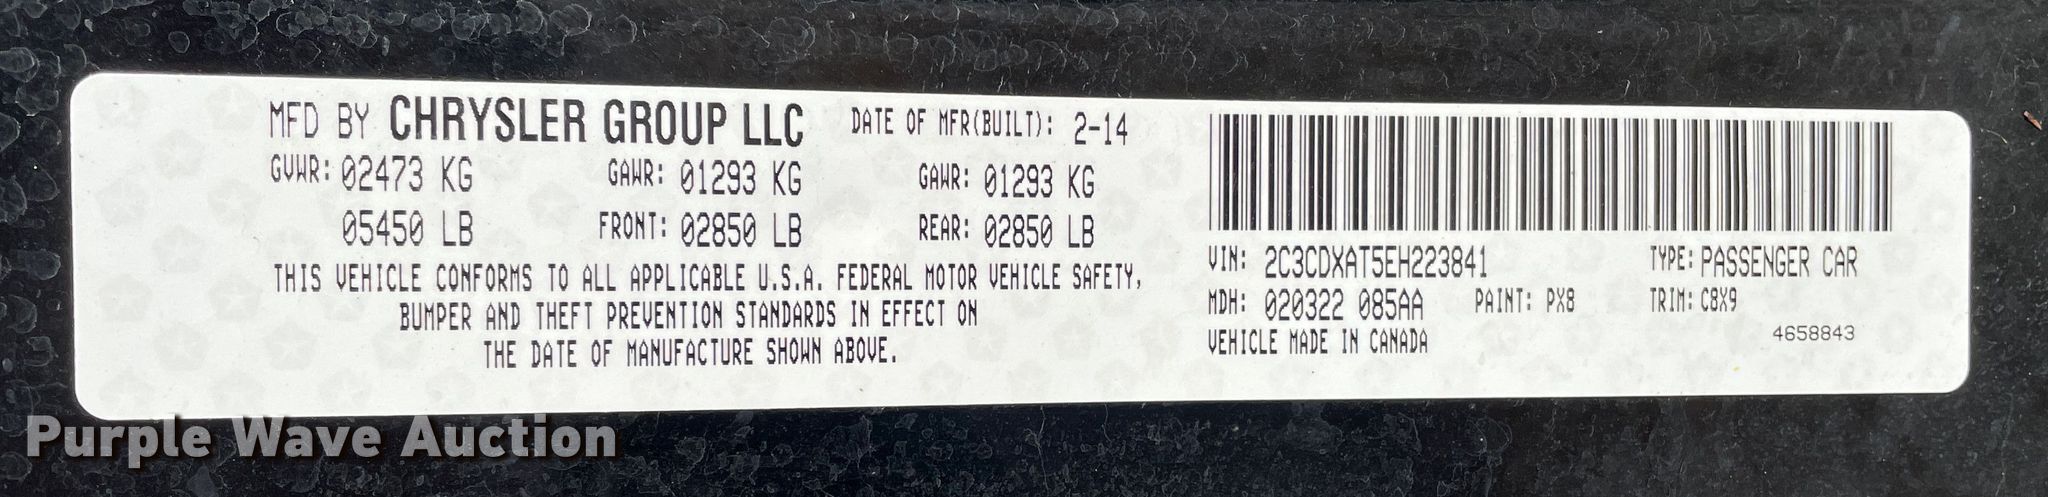 MFD BY CHRYSLER GROUP LLC DATE OF MFR(BUILT): 2-14
GVWR: 02473 KG GAWR: 01293 KG GAWR: 01293 KG
05450 LB FRONT: 02850 LB REAR: 02850 LB
THIS VEHICLE CONFORMS TO ALL APPLICABLE U.S.A. FEDERAL MOTOR VEHICLE SAFETY,
BUMPER AND THEFT PREVENTION STANDARDS IN EFFECT ON
THE DATE OF MANUFACTURE SHOWN ABOVE.
VIN: 2C3CDXAT5EH223841 TYPE: PASSENGER CAR
MDH: 020322 085AA PAINT: PX8 TRIM: C8X9
VEHICLE MADE IN CANADA 4658843
Purple Wave Auction